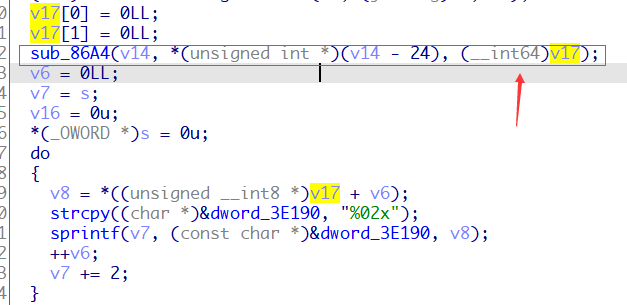 0 v17[0] = 0LL;
1 v17[1] = 0LL;
2 sub_86A4(v14, *(unsigned int *)(v14 - 24), (__int64)v17);
3 v6 = 0LL;
4 v7 = s;
5 v16 = 0u;
6 *(_OWORD *)s = 0u;
7 do
8 {
9 v8 = *((unsigned __int8 *)v17 + v6);
0 strcpy((char *)&dword_3E190, "%02x");
1 sprintf(v7, (const char *)&dword_3E190, v8);
2 ++v6;
3 v7 += 2;
4 }